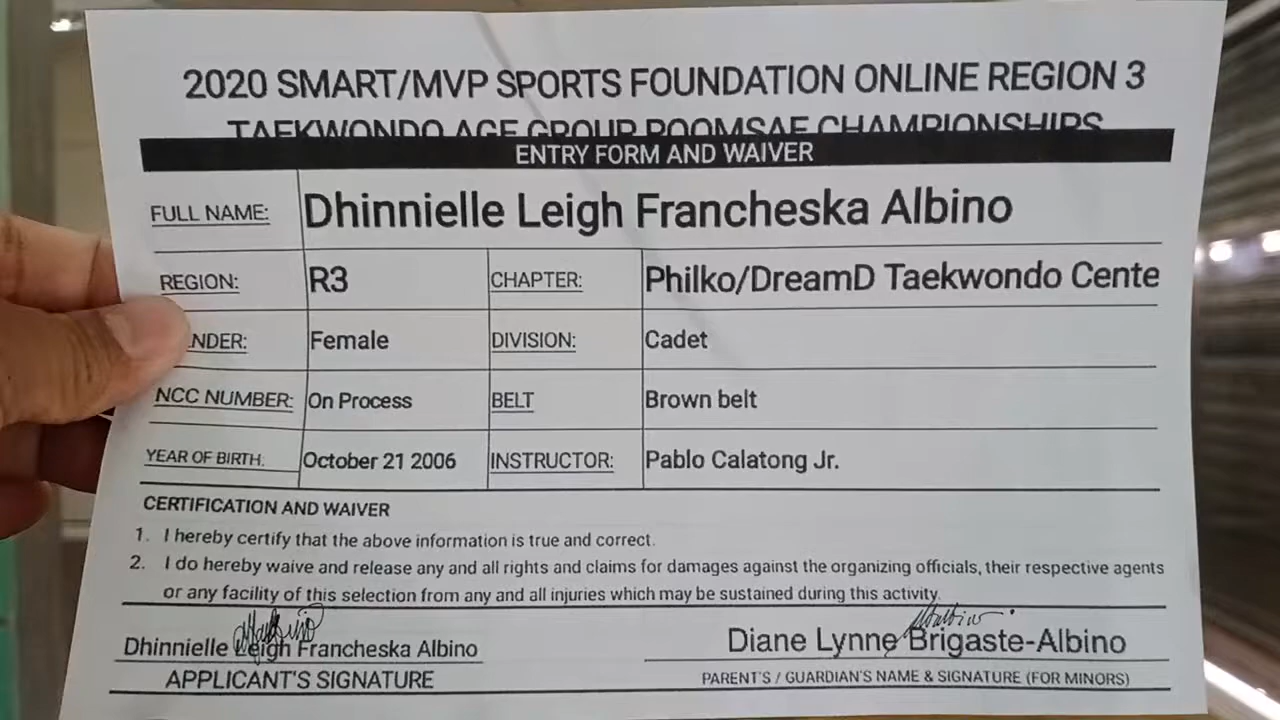 2020 SMART/MVP SPORTS FOUNDATION ONLINE REGION 3
TAEKWONDO AGE GROUP POOMSAE CHAMPIONSHIPS
ENTRY FORM AND WAIVER
FULL NAME: Dhinnielle Leigh Francheska Albino
REGION: R3 CHAPTER: Philko/DreamD Taekwondo Cente
NDER: Female DIVISION: Cadet
NCC NUMBER: On Process BELT Brown belt
YEAR OF BIRTH: October 21 2006 INSTRUCTOR: Pablo Calatong Jr.
CERTIFICATION AND WAIVER
1. I hereby certify that the above information is true and correct.
2. I do hereby waive and release any and all rights and claims for damages against the organizing officials, their respective agents
or any facility of this selection from any and all injuries which may be sustained during this activity.
Dhinnielle Leigh Francheska Albino Diane Lynne Brigaste-Albino
APPLICANT'S SIGNATURE PARENT'S / GUARDIAN'S NAME & SIGNATURE (FOR MINORS)